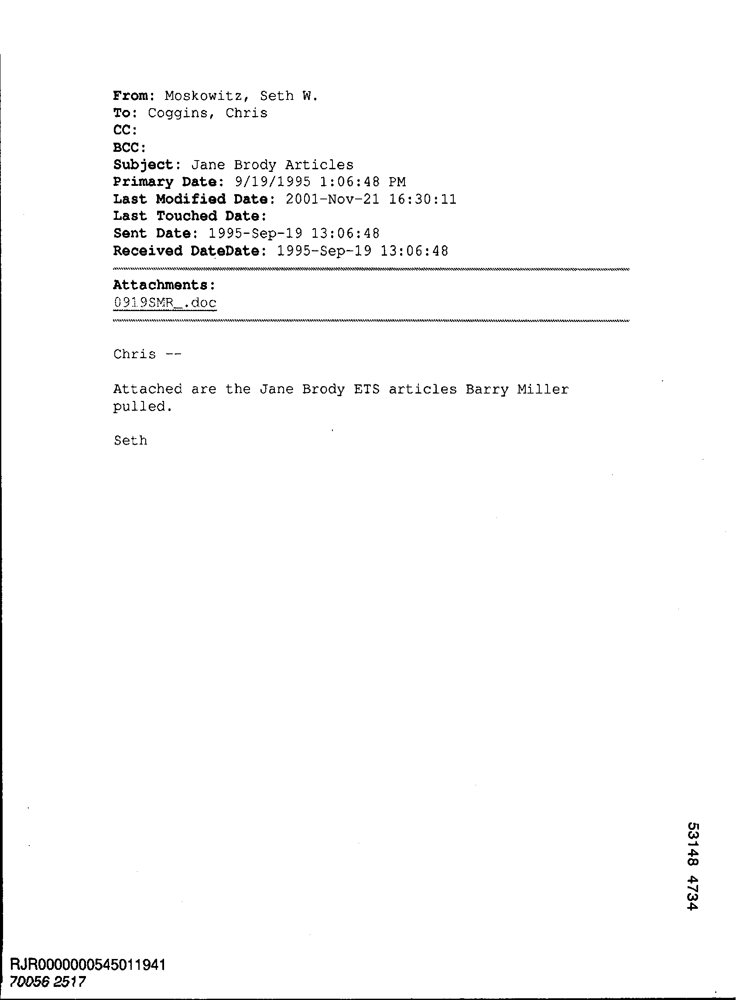 From: Moskowitz, Seth W.
To: Coggins, Chris
CC:
BCC:
Subject: Jane Brody Articles
Primary Date: 9/19/1995 1:06:48 PM
Last Modified Date: 2001-Nov-21 16:30:11
Last Touched Date:
Sent Date: 1995-Sep-19 13:06:48
Received DateDate: 1995-Sep-19 13:06:48
Attachments:
0919SMR_.doc
Chris --
Attached are the Jane Brody ETS articles Barry Miller
pulled.
Seth
53148 4734
RJR0000000545011941
70056 2517